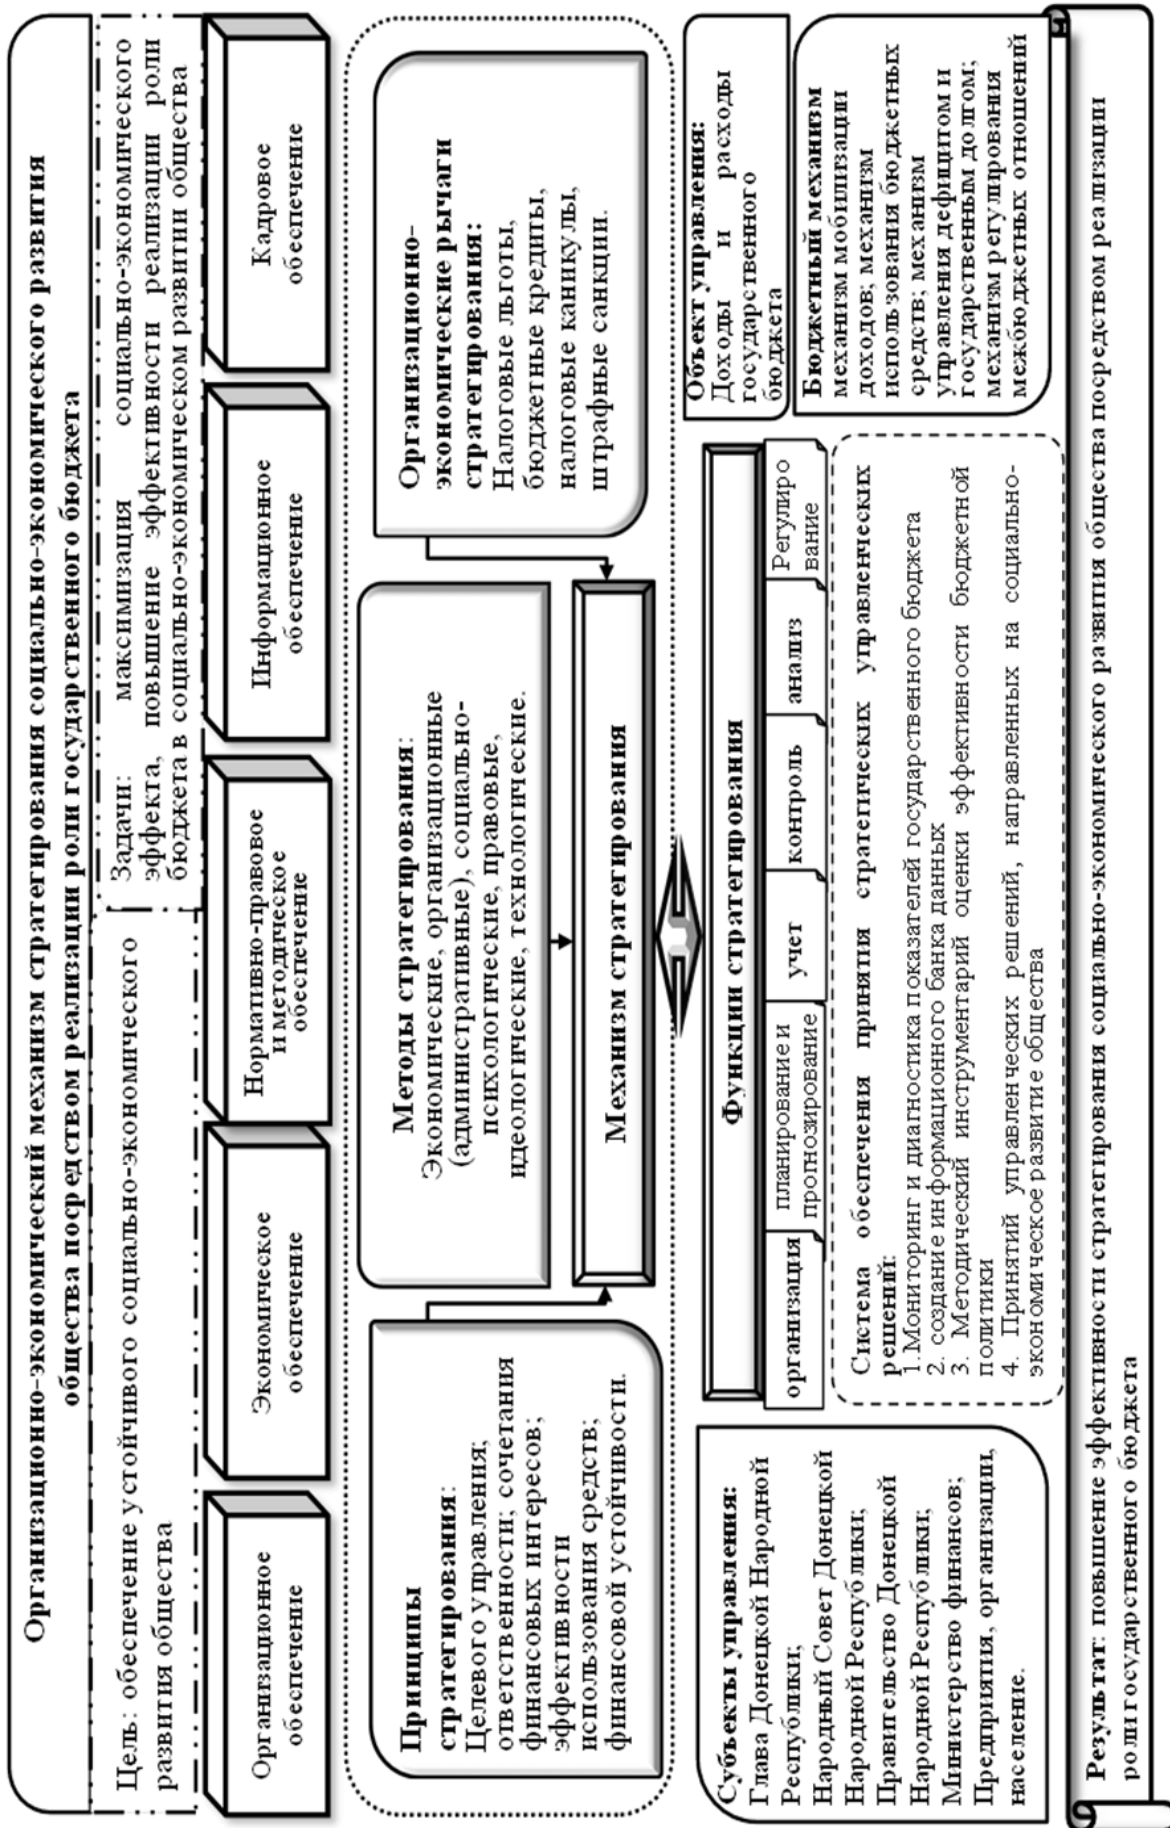 Организационно-экономический механизм стратегирования социально-экономического развития
общества посредством реализации роли государственного бюджета
Цель: обеспечение устойчивого социально-экономического
развития общества
Задачи: максимизация социально-экономического
эффекта, повышение эффективности реализации роли
бюджета в социально-экономическом развитии общества
Организационное
обеспечение
Экономическое
обеспечение
Нормативно-правовое
и методическое
обеспечение
Информационное
обеспечение
Кадровое
обеспечение
Принципы
стратегирования:
Целевого управления;
ответственности; сочетания
финансовых интересов;
эффективности
использования средств;
финансовой устойчивости.
Методы стратегирования:
Экономические, организационные
(административные), социально-
психологические, правовые,
идеологические, технологические.
Организационно-
экономические рычаги
стратегирования:
Налоговые льготы,
бюджетные кредиты,
налоговые каникулы,
штрафные санкции.
Механизм стратегирования
Субъекты управления:
Глава Донецкой Народной
Республики;
Народный Совет Донецкой
Народной Республики;
Правительство Донецкой
Народной Республики;
Министерство финансов;
Предприятия, организации,
население.
Функции стратегирования
организация
планирование и
прогнозирование
учет
контроль
анализ
Регулиро
вание
Система обеспечения принятия стратегических управленческих
решений:
1.Мониторинг и диагностика показателей государственного бюджета
2. создание информационного банка данных
3. Методический инструментарий оценки эффективности бюджетной
политики
4. Принятий управленческих решений, направленных на социально-
экономическое развитие общества
Объект управления:
Доходы и расходы
государственного
бюджета
Бюджетный механизм
механизм мобилизации
доходов; механизм
использования бюджетных
средств; механизм
управления дефицитом и
государственным долгом;
механизм регулирования
межбюджетных отношений
Результат: повышение эффективности стратегирования социально-экономического развития общества посредством реализации
роли государственного бюджета